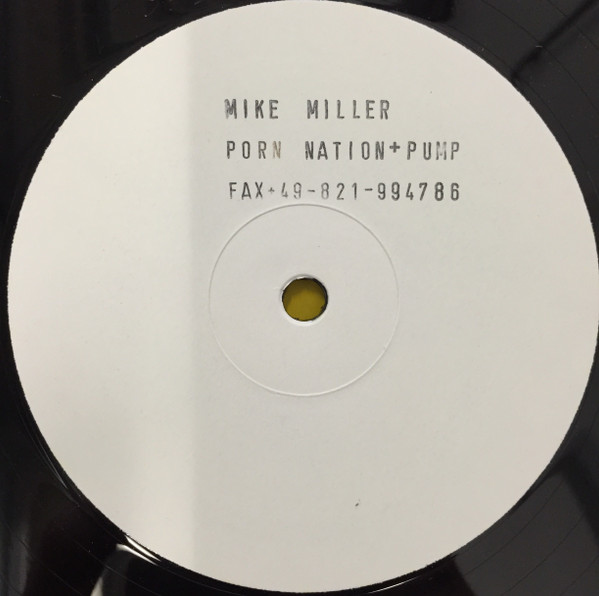 MIKE MILLER
PORN NATION+PUMP
FAX+49-821-994786